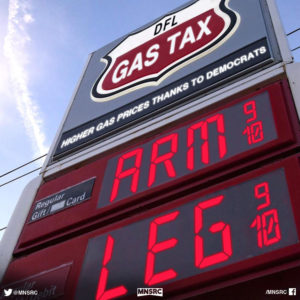 DFL
GAS TAX
HIGHER GAS PRICES THANKS TO DEMOCRATS
ARM 9/10
Regular
Gift/ Card
LEG 9/10
@MNSRC
MNSRC
/MNSRC